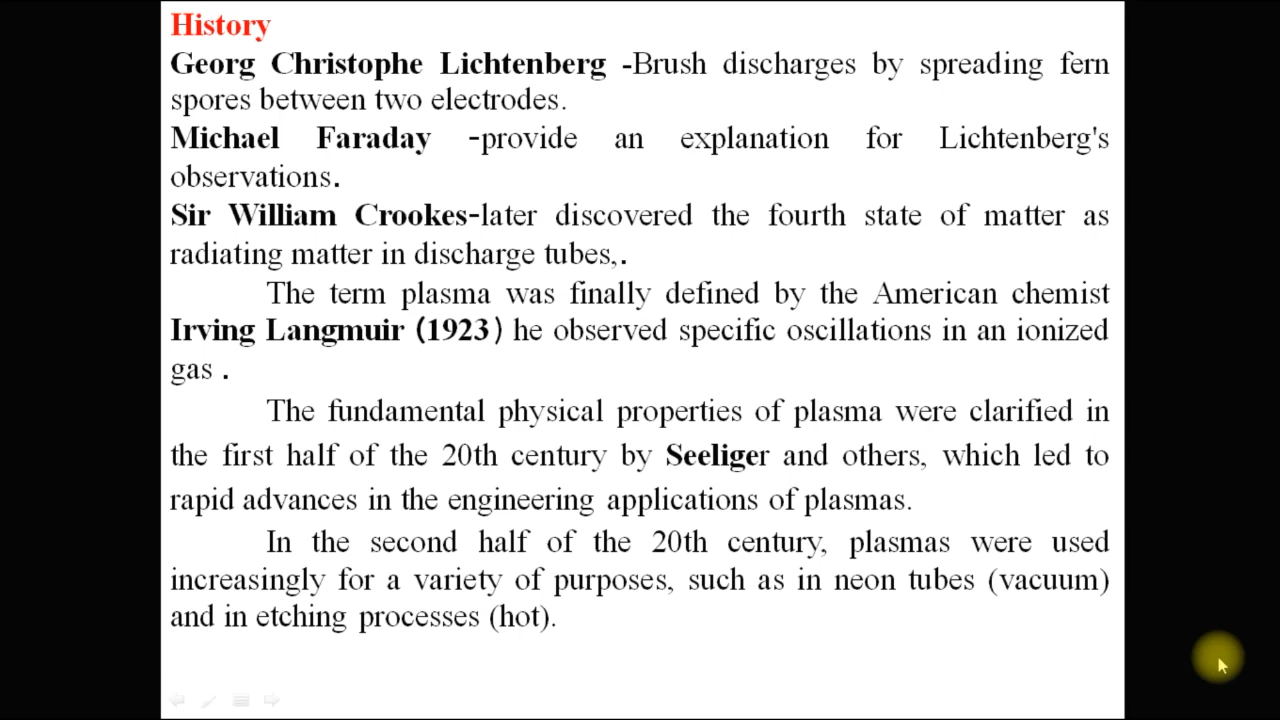 History
Georg Christophe Lichtenberg -Brush discharges by spreading fern
spores between two electrodes.
Michael Faraday -provide an explanation for Lichtenberg's
observations.
Sir William Crookes-later discovered the fourth state of matter as
radiating matter in discharge tubes,.
The term plasma was finally defined by the American chemist
Irving Langmuir (1923) he observed specific oscillations in an ionized
gas .
The fundamental physical properties of plasma were clarified in
the first half of the 20th century by Seeliger and others, which led to
rapid advances in the engineering applications of plasmas.
In the second half of the 20th century, plasmas were used
increasingly for a variety of purposes, such as in neon tubes (vacuum)
and in etching processes (hot).